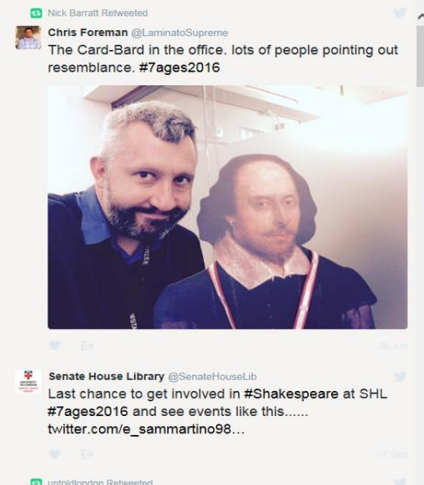 Nick Barratt Retweeted
Chris Foreman @LaminatoSupreme
The Card-Bard in the office. lots of people pointing out
resemblance. #7ages2016
Senate House Library @SenateHouseLib
Last chance to get involved in #Shakespeare at SHL
#7ages2016 and see events like this......
twitter.com/e_sammartino98…
07 Sep
untoldlondon Retweeted